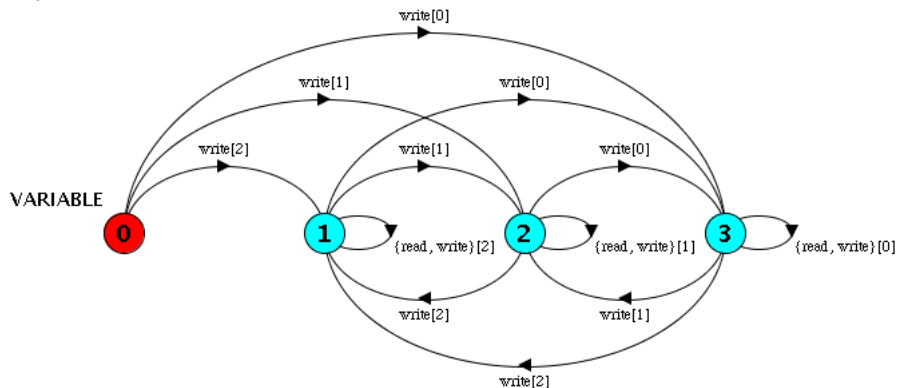 write[0]
write[1]
write[0]
write[2]
write[1]
write[0]
VARIABLE
0
1
2
3
{read, write}[2]
{read, write}[1]
{read, write}[0]
write[2]
write[1]
write[2]